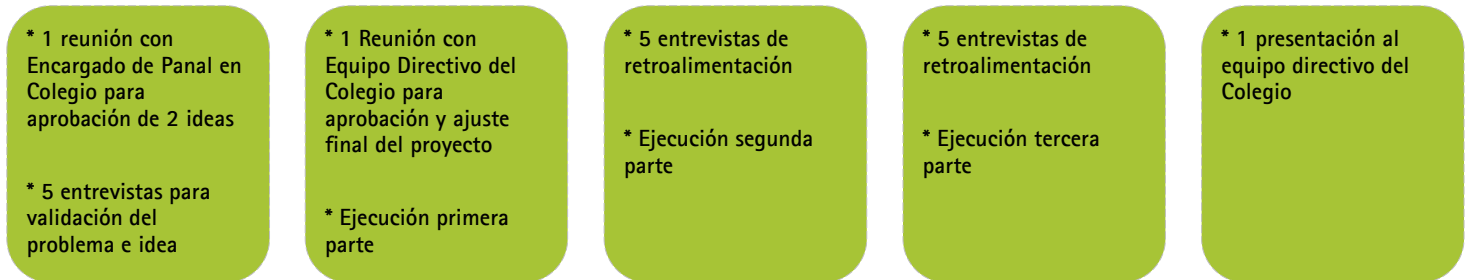 * 1 reunión con
Encargado de Panal en
Colegio para
aprobación de 2 ideas
* 5 entrevistas para
validación del
problema e idea
* 1 Reunión con
Equipo Directivo del
Colegio para
aprobación y ajuste
final del proyecto
* Ejecución primera
parte
* 5 entrevistas de
retroalimentación
* Ejecución segunda
parte
* 5 entrevistas de
retroalimentación
* Ejecución tercera
parte
* 1 presentación al
equipo directivo del
Colegio